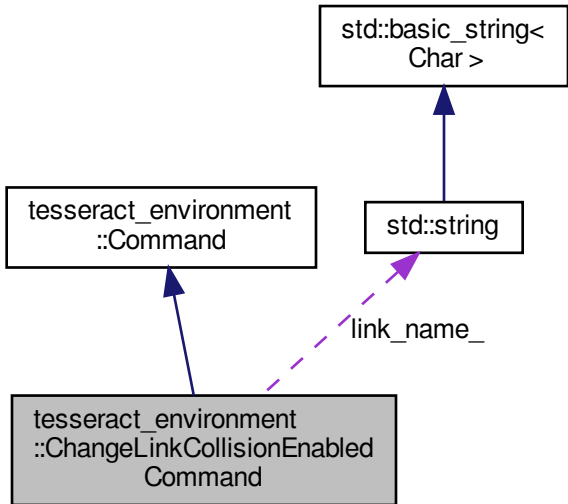 std::basic_string<
Char >
tesseract_environment
::Command
std::string
link_name_
tesseract_environment
::ChangeLinkCollisionEnabled
Command